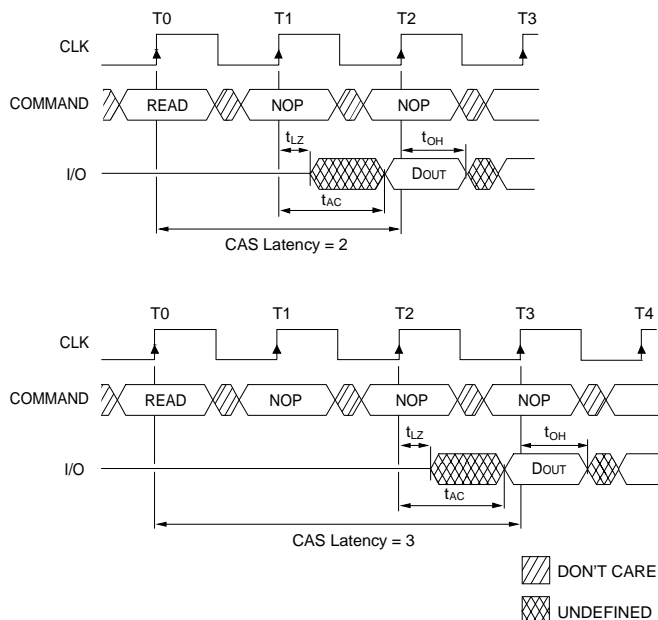 T0 T1 T2 T3
CLK
COMMAND READ NOP NOP
tLZ tOH
I/O DOUT
tAC
CAS Latency = 2
T0 T1 T2 T3 T4
CLK
COMMAND READ NOP NOP NOP
tLZ tOH
I/O DOUT
tAC
CAS Latency = 3
DON'T CARE
UNDEFINED